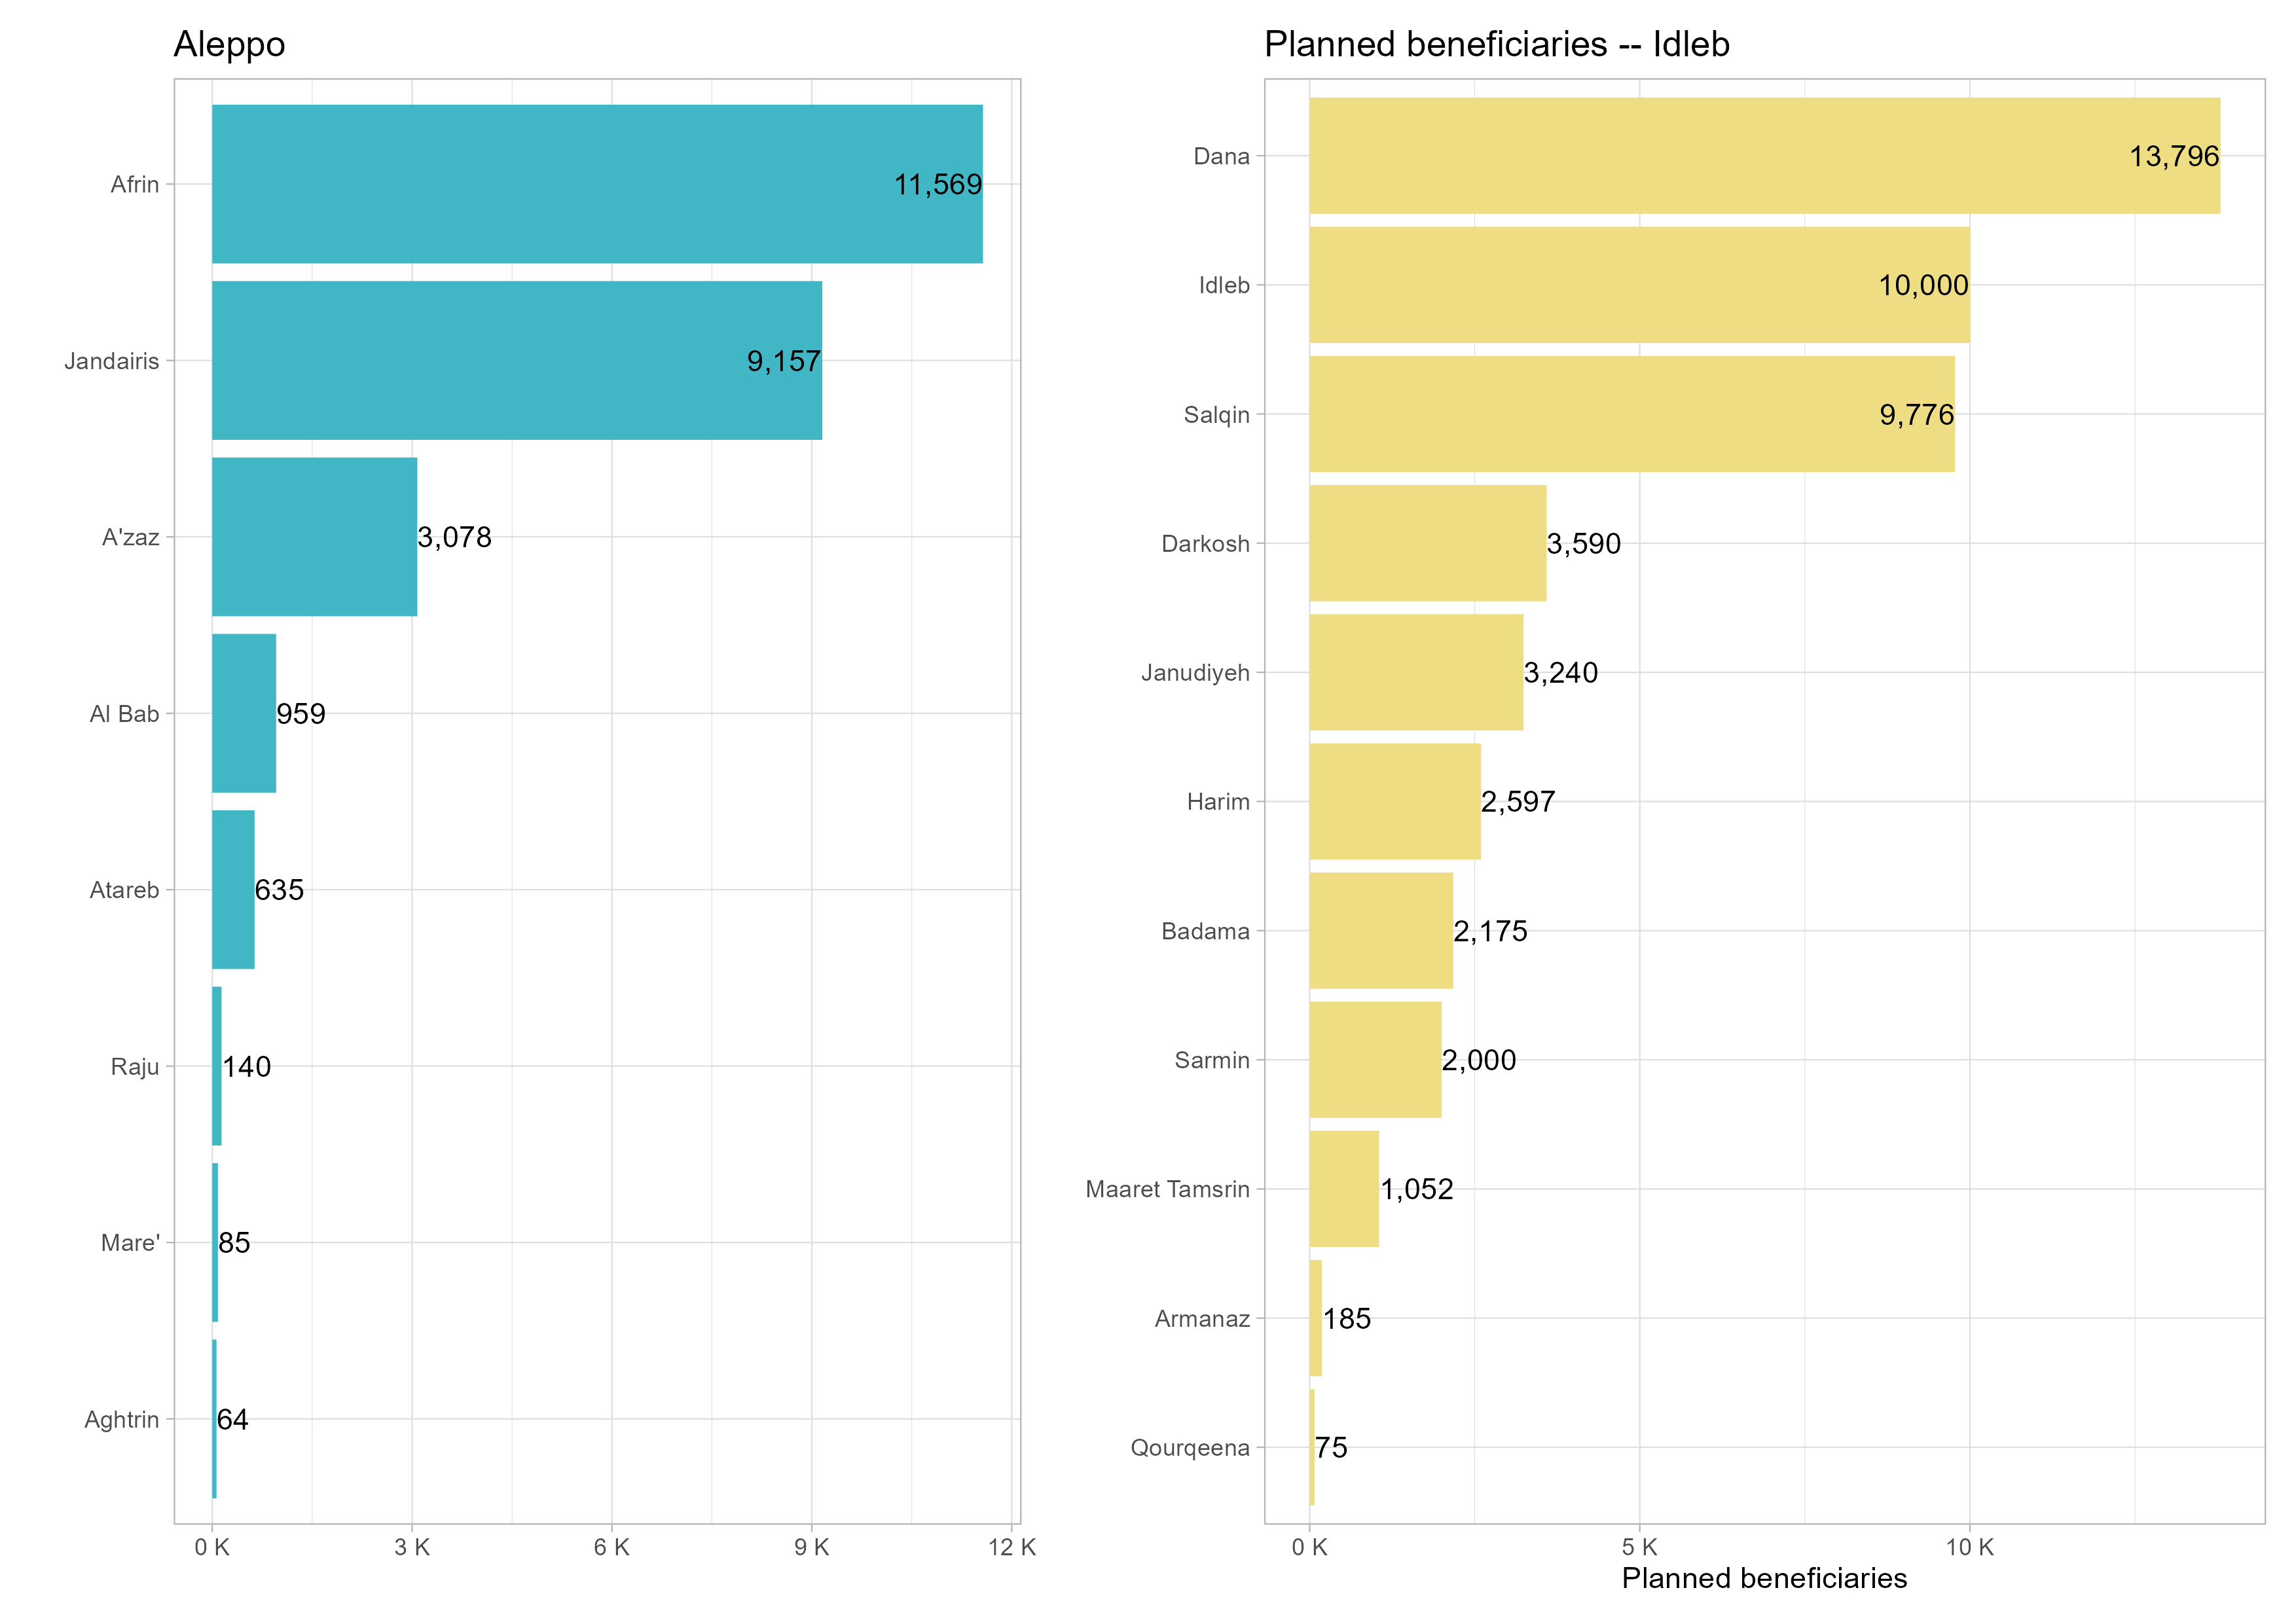 Aleppo
Afrin 11,569
Jandairis 9,157
A'zaz 3,078
Al Bab 959
Atareb 635
Raju 140
Mare' 85
Aghtrin 64
0 K 3 K 6 K 9 K 12 K
Planned beneficiaries -- Idleb
Dana 13,796
Idleb 10,000
Salqin 9,776
Darkosh 3,590
Janudiyeh 3,240
Harim 2,597
Badama 2,175
Sarmin 2,000
Maaret Tamsrin 1,052
Armanaz 185
Qourqeena 75
0 K 5 K 10 K
Planned beneficiaries